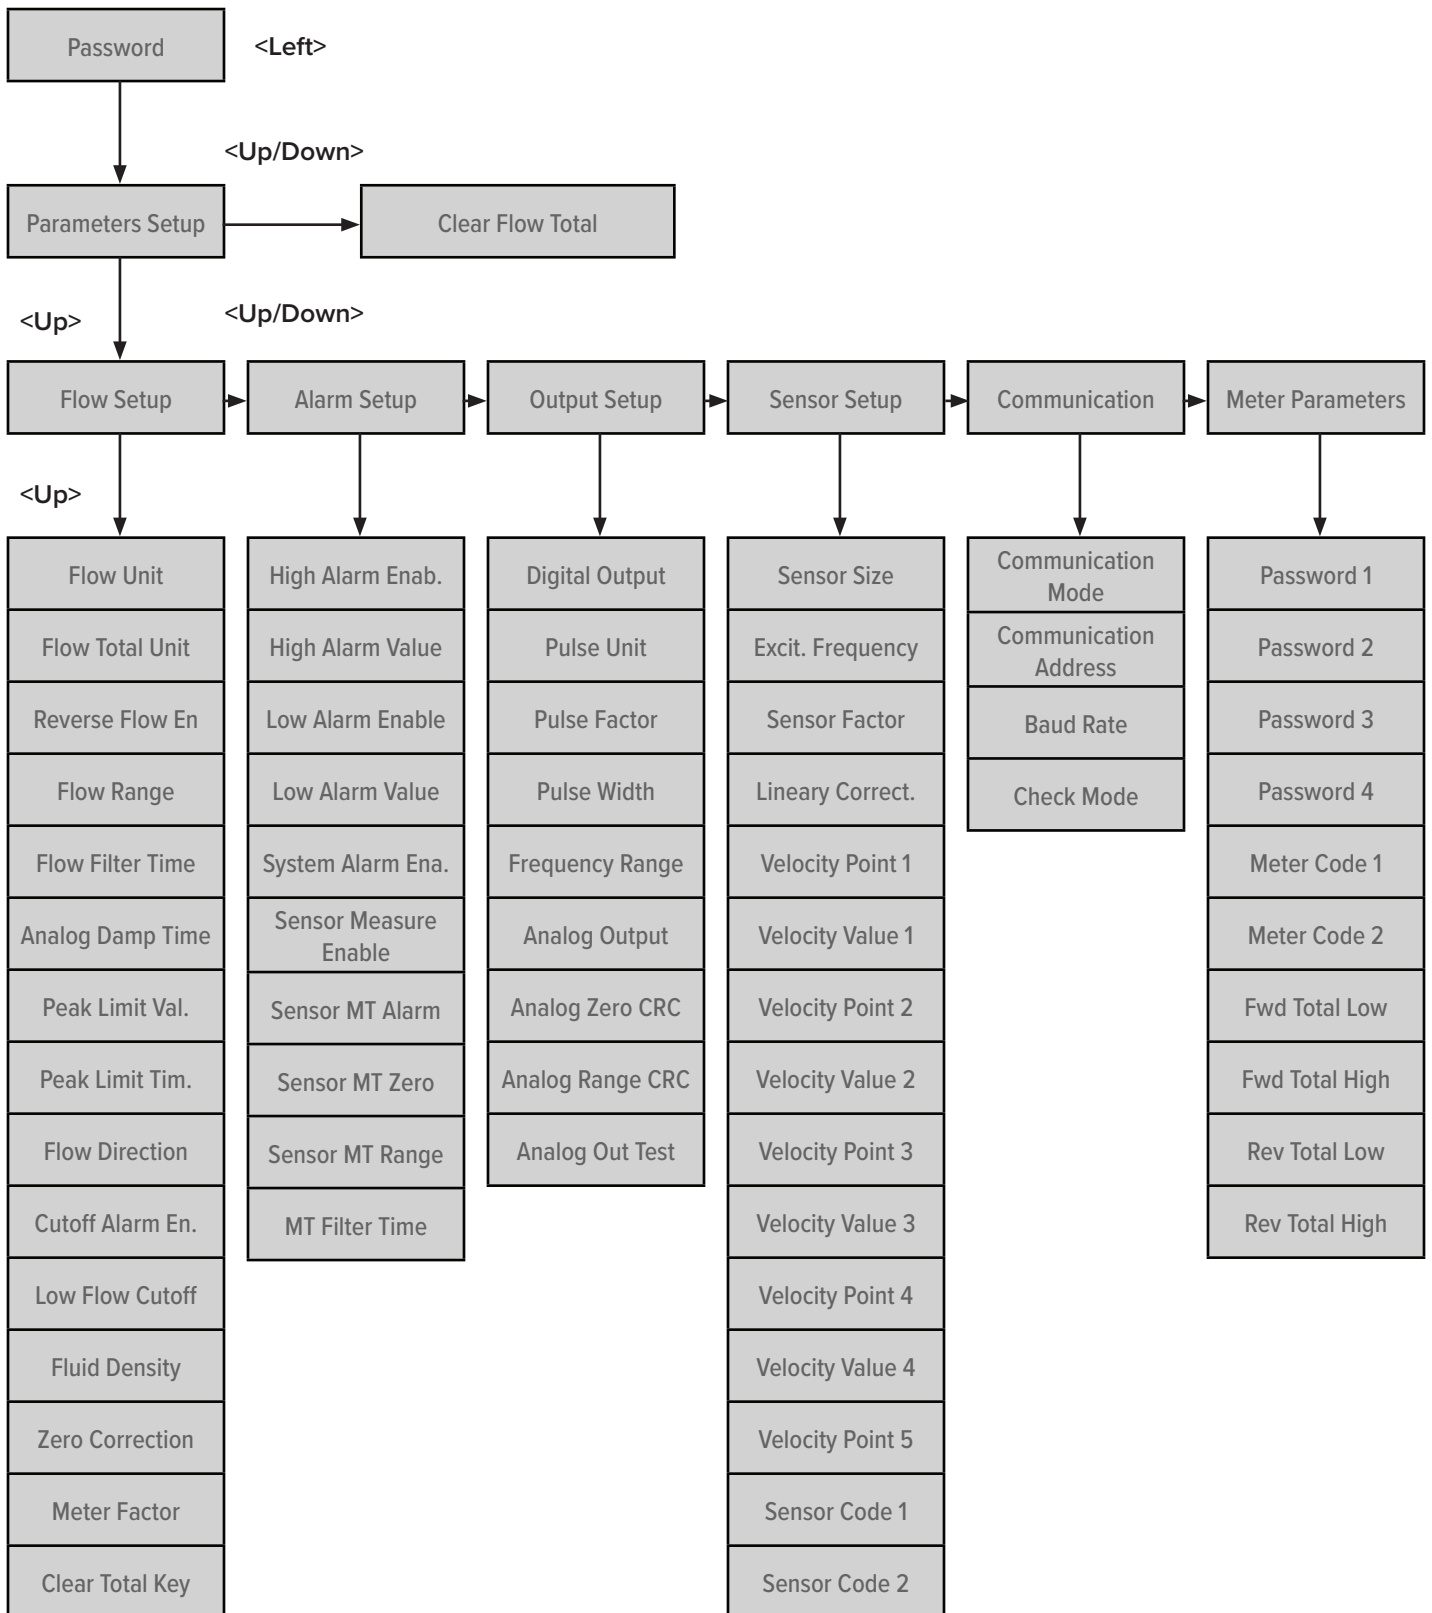 Password
<Left>
<Up/Down>
Parameters Setup
Clear Flow Total
<Up>
<Up/Down>
Flow Setup
Alarm Setup
Output Setup
Sensor Setup
Communication
Meter Parameters
<Up>
Flow Unit
Flow Total Unit
Reverse Flow En
Flow Range
Flow Filter Time
Analog Damp Time
Peak Limit Val.
Peak Limit Tim.
Flow Direction
Cutoff Alarm En.
Low Flow Cutoff
Fluid Density
Zero Correction
Meter Factor
Clear Total Key
High Alarm Enab.
High Alarm Value
Low Alarm Enable
Low Alarm Value
System Alarm Ena.
Sensor Measure
Enable
Sensor MT Alarm
Sensor MT Zero
Sensor MT Range
MT Filter Time
Digital Output
Pulse Unit
Pulse Factor
Pulse Width
Frequency Range
Analog Output
Analog Zero CRC
Analog Range CRC
Analog Out Test
Sensor Size
Excit. Frequency
Sensor Factor
Lineary Correct.
Velocity Point 1
Velocity Value 1
Velocity Point 2
Velocity Value 2
Velocity Point 3
Velocity Value 3
Velocity Point 4
Velocity Value 4
Velocity Point 5
Sensor Code 1
Sensor Code 2
Communication
Mode
Communication
Address
Baud Rate
Check Mode
Password 1
Password 2
Password 3
Password 4
Meter Code 1
Meter Code 2
Fwd Total Low
Fwd Total High
Rev Total Low
Rev Total High